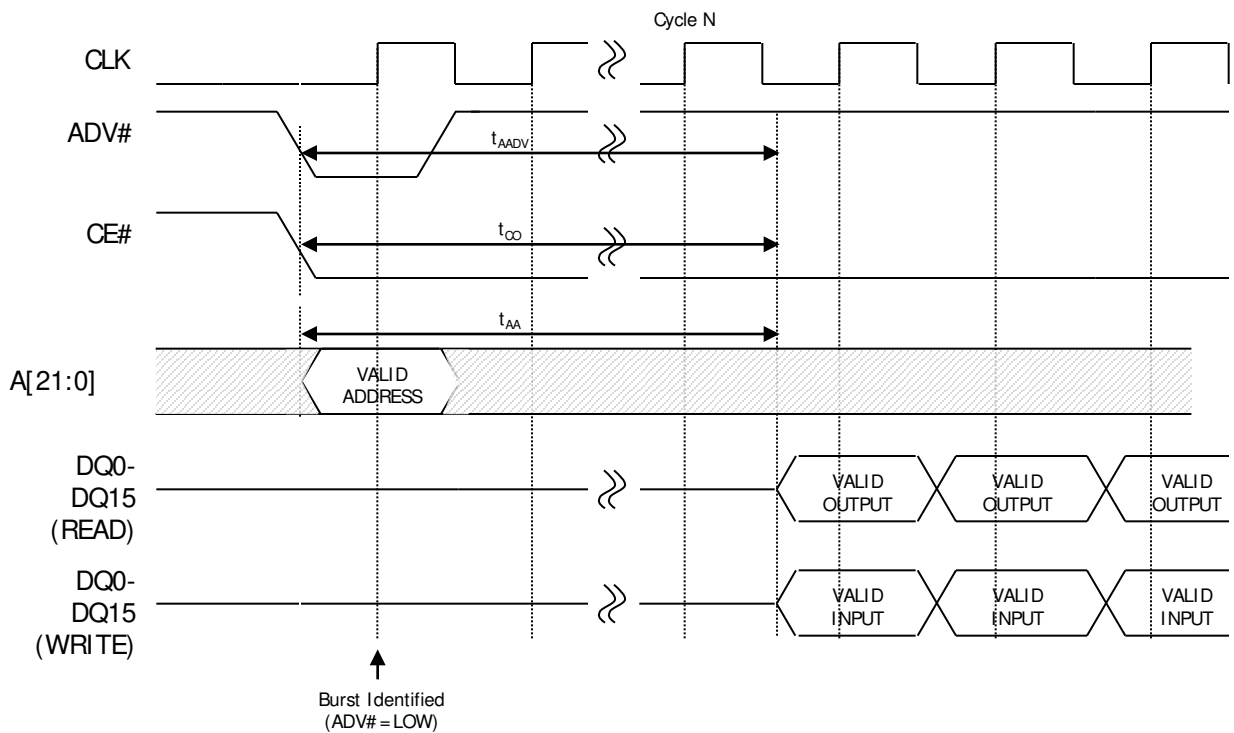 Cycle N
CLK
ADV#
tAADV
CE#
tCO
tAA
A[21:0]
VALID
ADDRESS
DQ0-
DQ15
(READ)
VALID
OUTPUT
VALID
OUTPUT
VALID
OUTPUT
DQ0-
DQ15
(WRITE)
VALID
INPUT
VALID
INPUT
VALID
INPUT
Burst Identified
(ADV# = LOW)